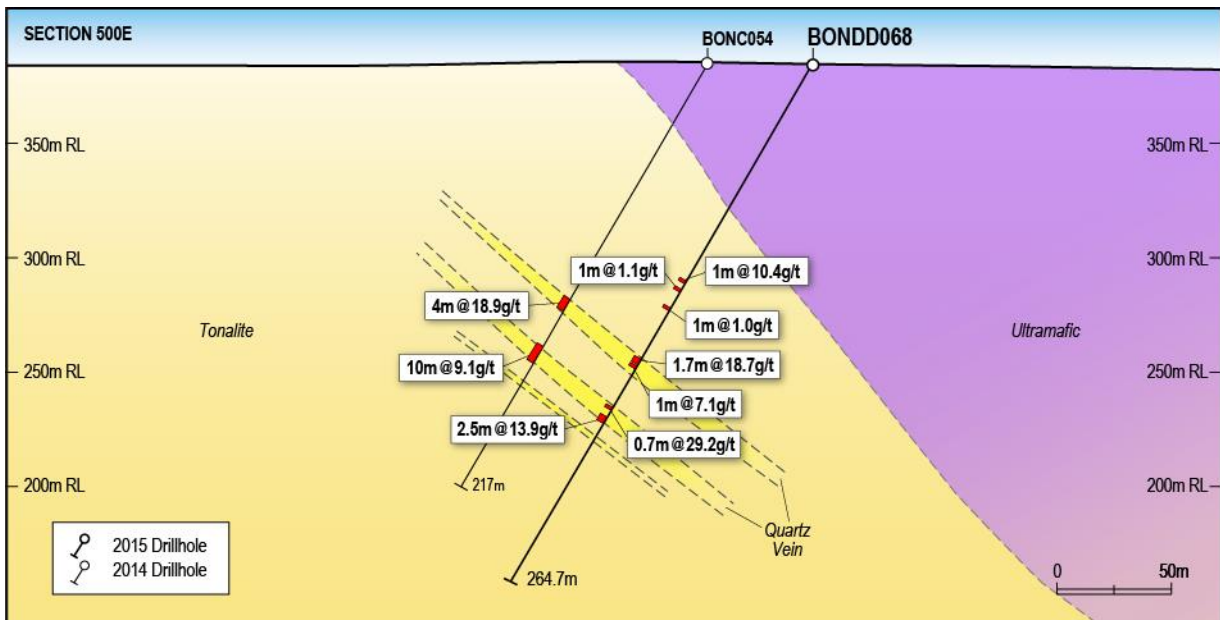 SECTION 500E
BONC054
BONDD068
350m RL
350m RL
300m RL
300m RL
1m@1.1g/t
1m@10.4g/t
4m@18.9g/t
1m@1.0g/t
Tonalite
Ultramafic
10m@9.1g/t
1.7m@18.7g/t
250m RL
250m RL
1m@7.1g/t
2.5m@13.9g/t
0.7m@29.2g/t
200m RL
217m
200m RL
Quartz
Vein
2015 Drillhole
2014 Drillhole
264.7m
0
50m